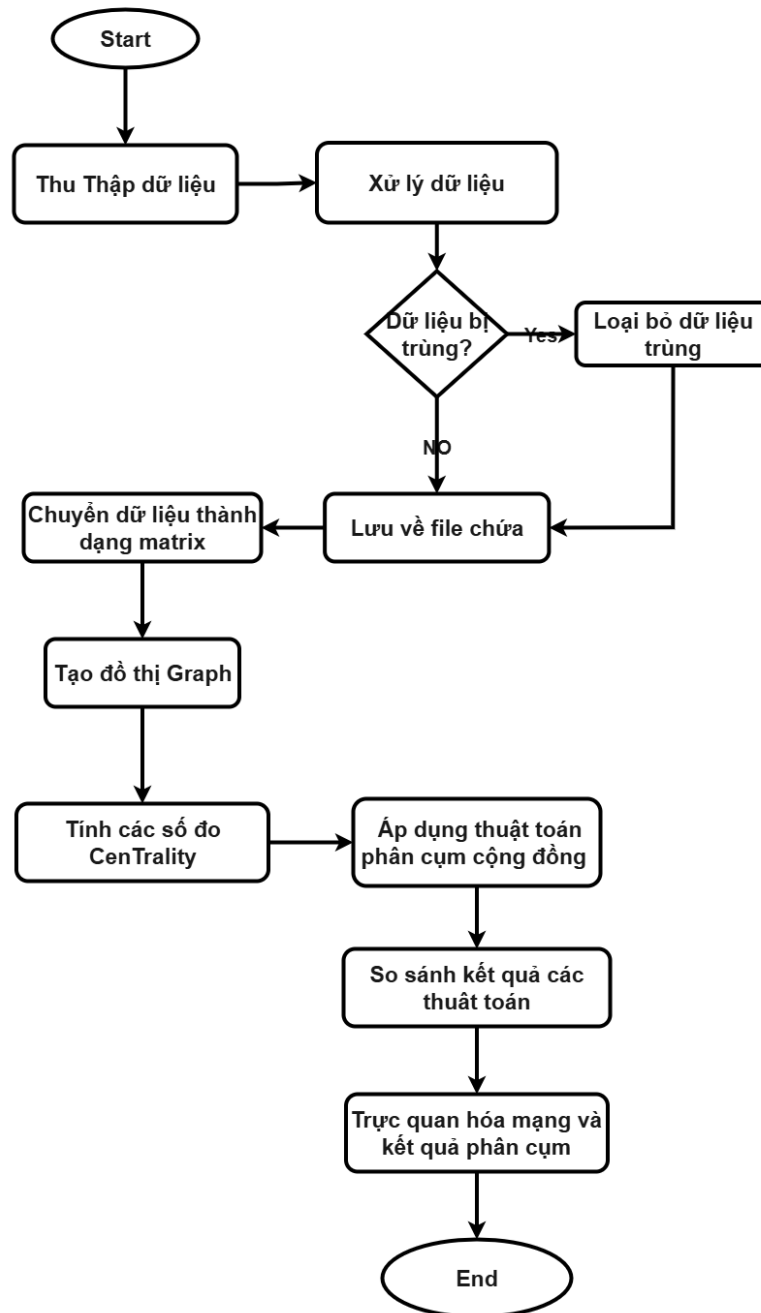 Start
Thu Thập dữ liệu
Xử lý dữ liệu
Dữ liệu bị
trùng?
Yes
Loại bỏ dữ liệu
trùng
NO
Lưu về file chứa
Chuyển dữ liệu thành
dạng matrix
Tạo đồ thị Graph
Tính các số đo
CenTrality
Áp dụng thuật toán
phân cụm cộng đồng
So sánh kết quả các
thuât toán
Trực quan hóa mạng và
kết quả phân cụm
End